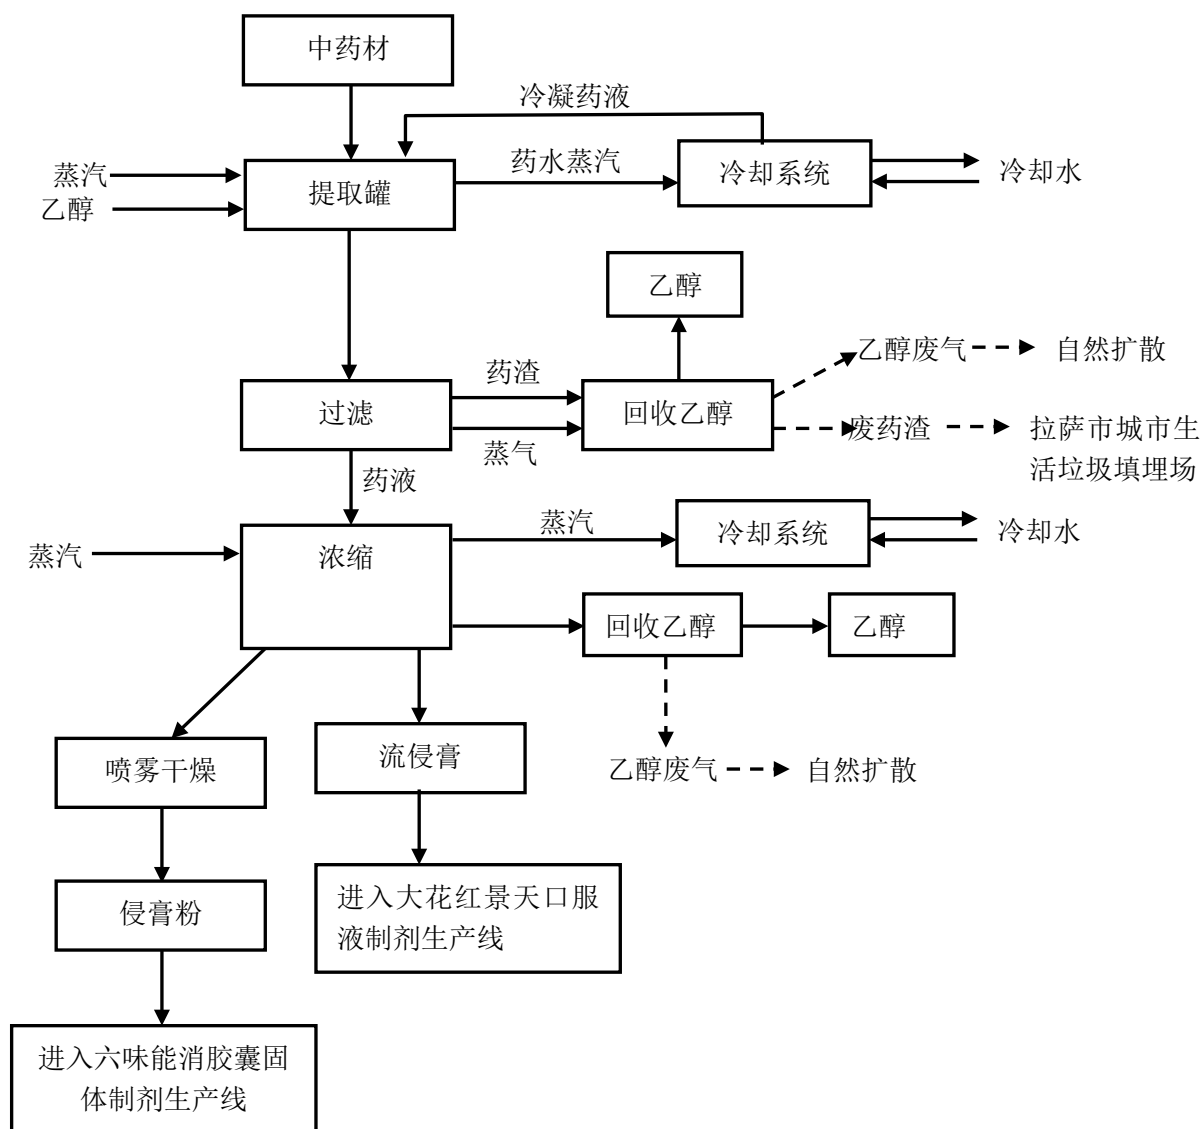 中药材
冷凝药液
蒸汽
乙醇
提取罐
药水蒸汽
冷却系统
冷却水
乙醇
过滤
药渣
蒸气
回收乙醇
乙醇废气
自然扩散
废药渣
拉萨市城市生
活垃圾填埋场
药液
蒸汽
浓缩
蒸汽
冷却系统
冷却水
回收乙醇
乙醇
乙醇废气
自然扩散
喷雾干燥
流侵膏
侵膏粉
进入大花红景天口服
液制剂生产线
进入六味能消胶囊固
体制剂生产线